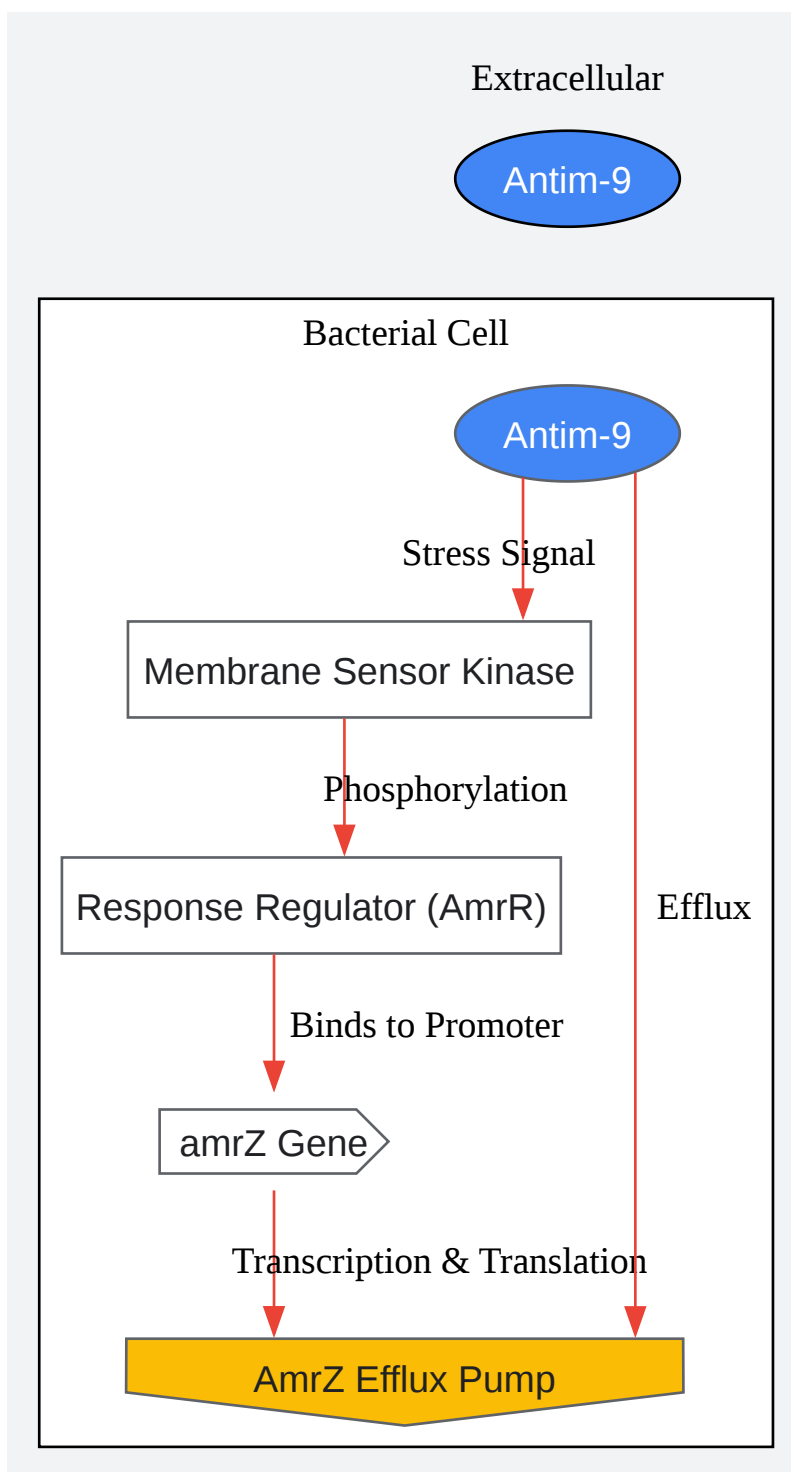 Extracellular
Antim-9
Bacterial Cell
Antim-9
Stress Signal
Membrane Sensor Kinase
Phosphorylation
Response Regulator (AmrR)
Efflux
Binds to Promoter
amrZ Gene
Transcription & Translation
AmrZ Efflux Pump